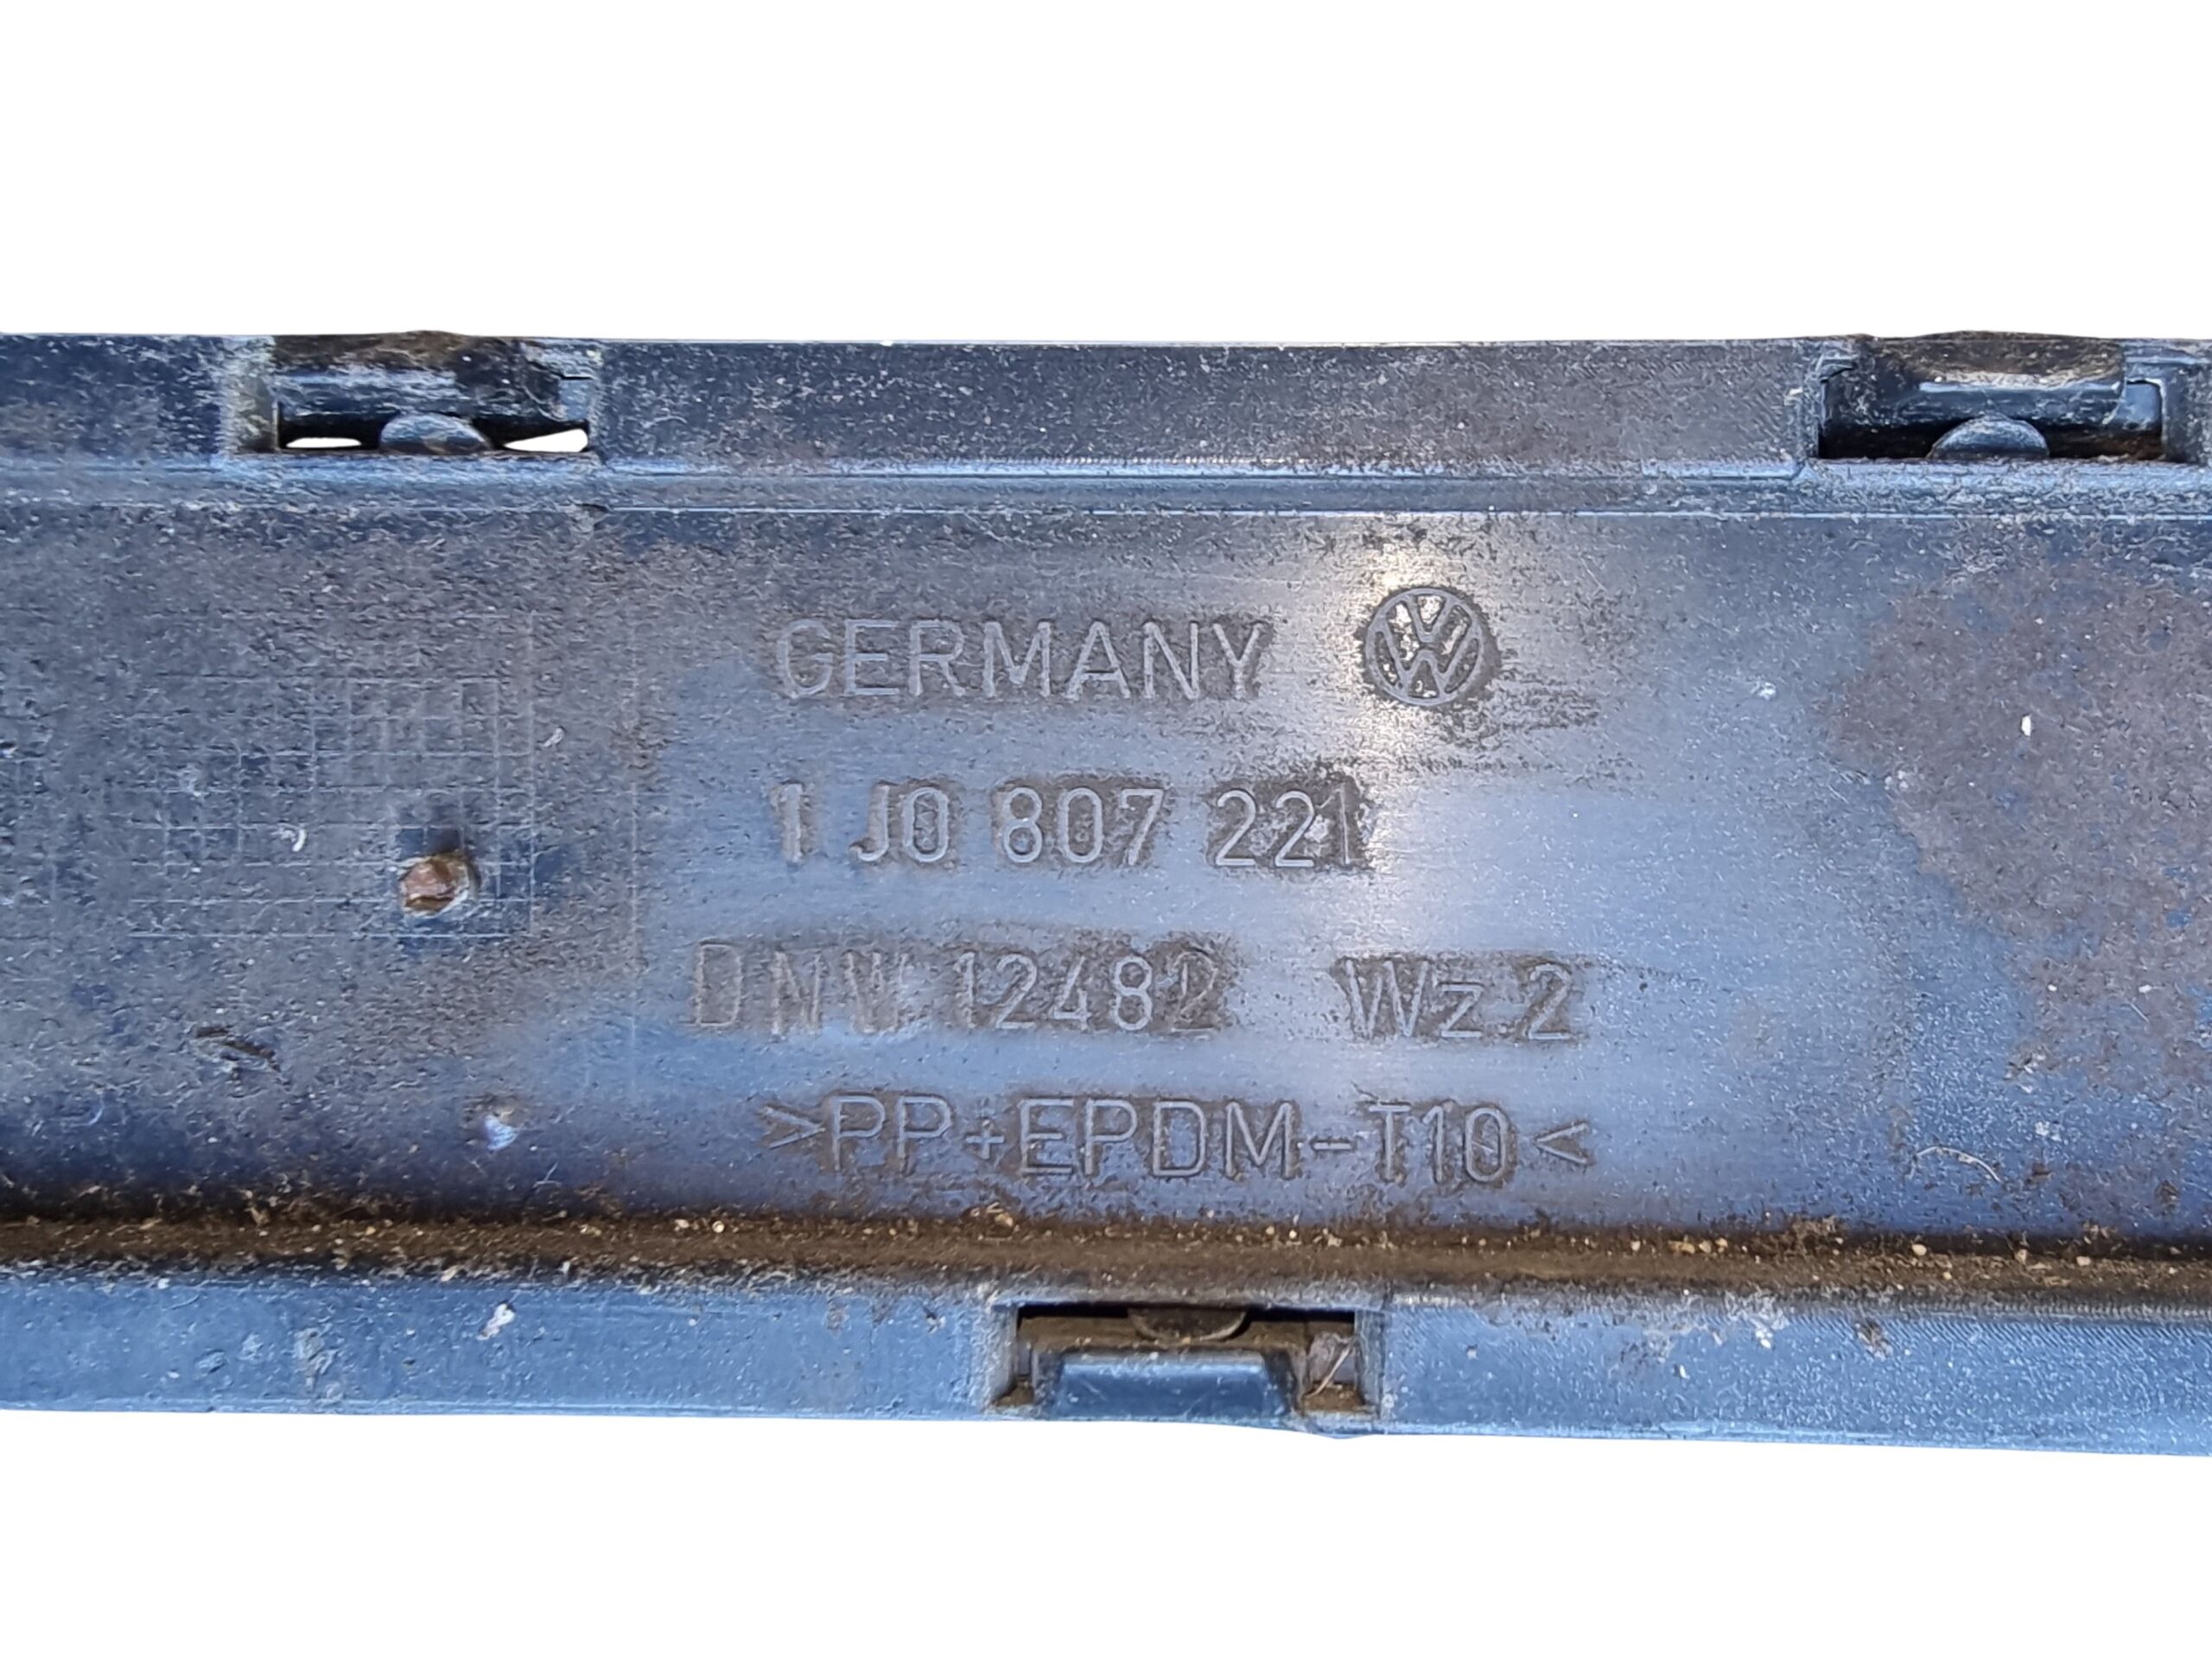 GERMANY
1 J0 807 221
DNW 12482 Wz 2
>PP+EPDM-T10<